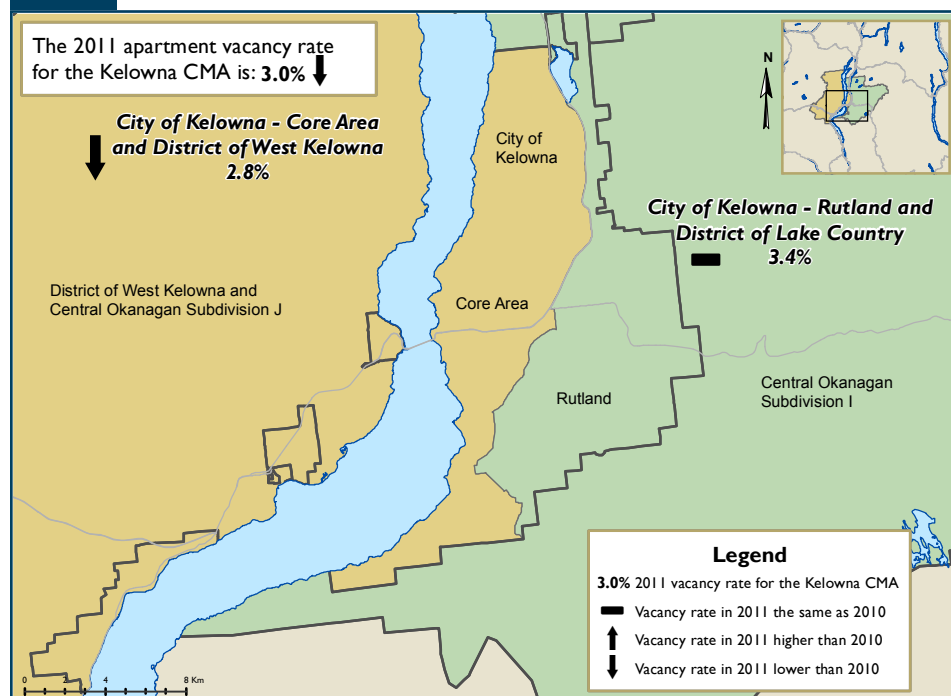 The 2011 apartment vacancy rate
for the Kelowna CMA is: 3.0%
City of Kelowna - Core Area
and District of West Kelowna
2.8%
City of
Kelowna
N
City of Kelowna - Rutland and
District of Lake Country
3.4%
District of West Kelowna and
Central Okanagan Subdivision J
Core Area
Rutland
Central Okanagan
Subdivision I
Legend
3.0% 2011 vacancy rate for the Kelowna CMA
Vacancy rate in 2011 the same as 2010
Vacancy rate in 2011 higher than 2010
Vacancy rate in 2011 lower than 2010
0 2 4 8 Km